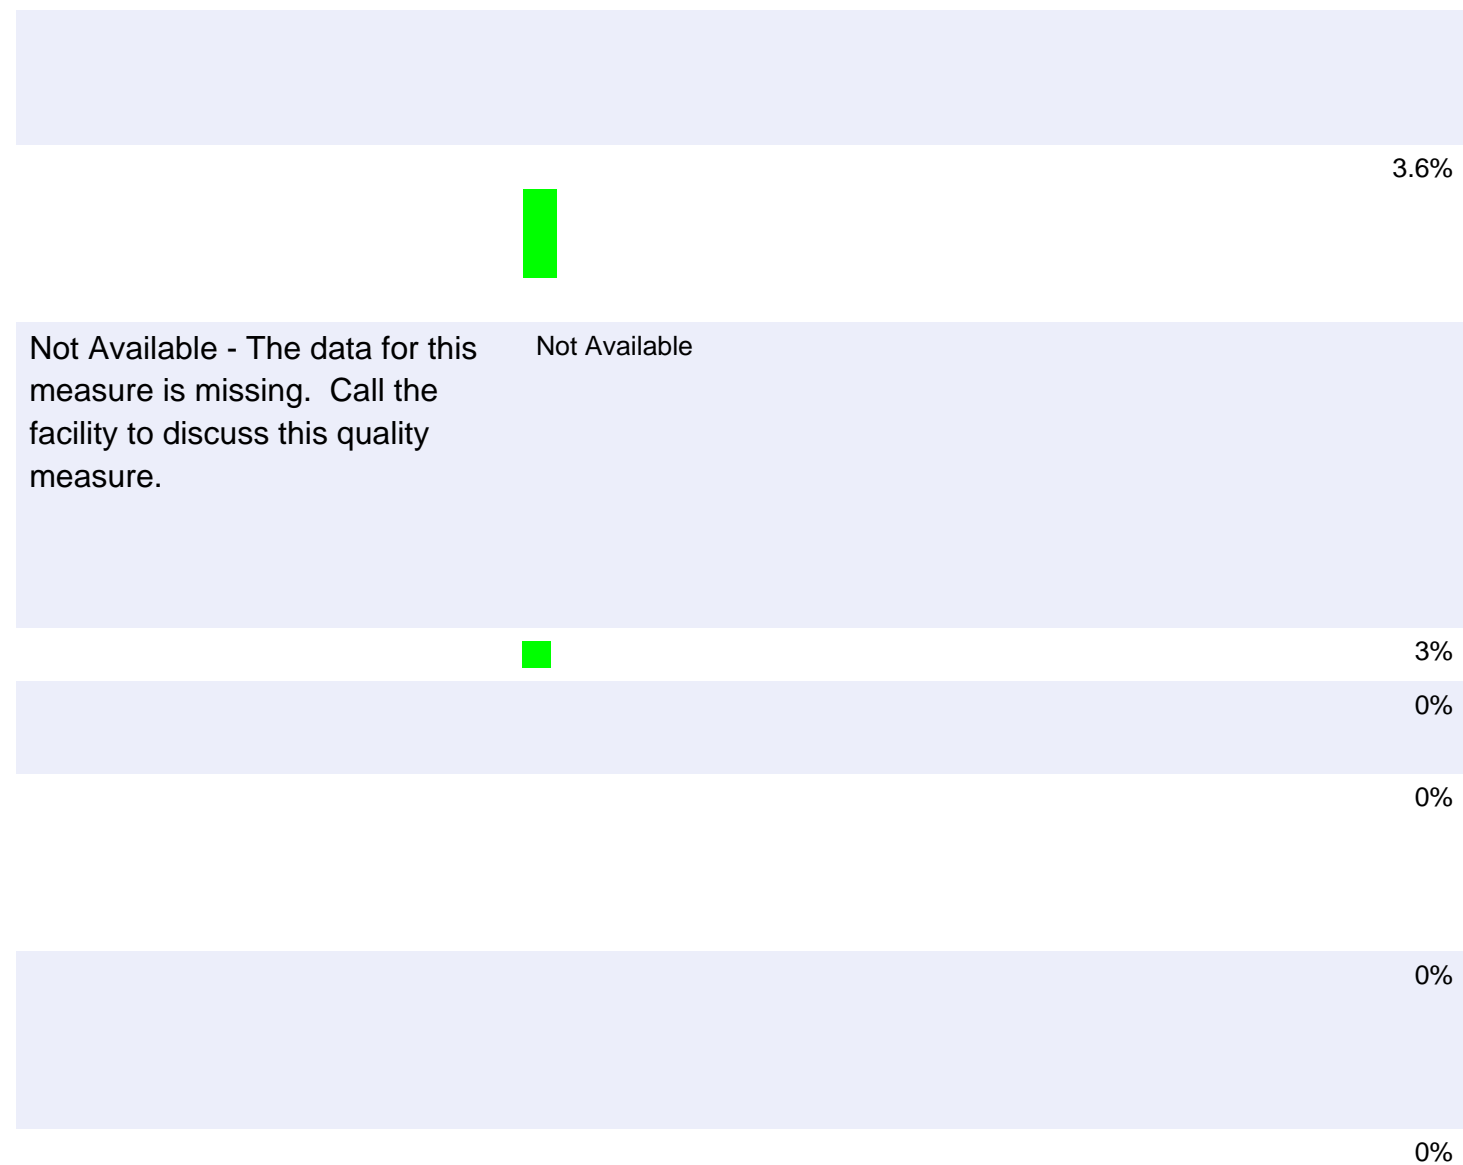 3.6%
Not Available - The data for this
measure is missing.  Call the
facility to discuss this quality
measure.
Not Available
3%
0%
0%
0%
0%